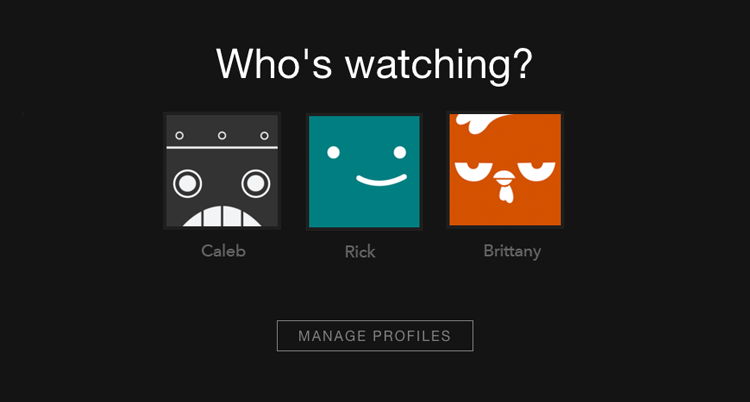 Who's watching?
Caleb
Rick
Brittany
MANAGE PROFILES